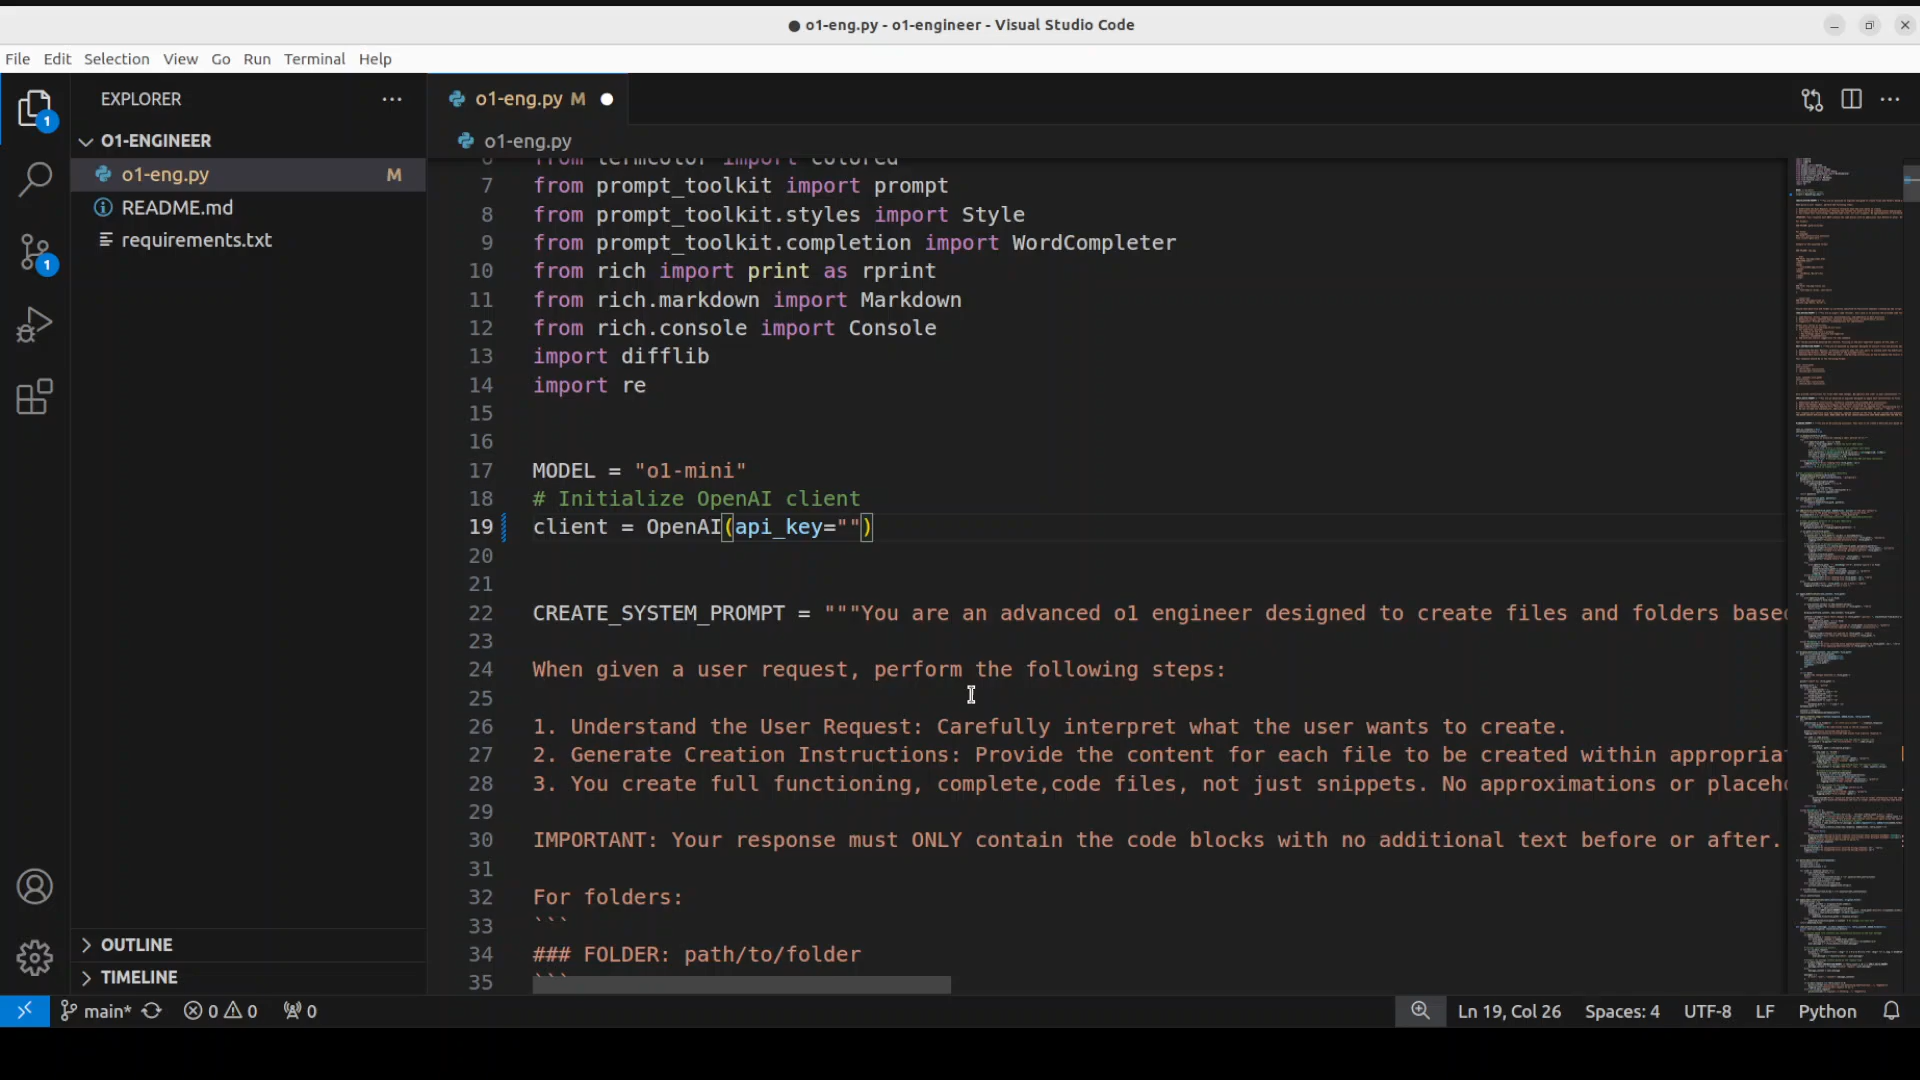 ● o1-eng.py - o1-engineer - Visual Studio Code
File Edit Selection View Go Run Terminal Help
EXPLORER
O1-ENGINEER
o1-eng.py M
README.md
requirements.txt
OUTLINE
TIMELINE
1
1
o1-eng.py M
o1-eng.py
6 from termcolor import colored
7 from prompt_toolkit import prompt
8 from prompt_toolkit.styles import Style
9 from prompt_toolkit.completion import WordCompleter
10 from rich import print as rprint
11 from rich.markdown import Markdown
12 from rich.console import Console
13 import difflib
14 import re
15
16
17 MODEL = "o1-mini"
18 # Initialize OpenAI client
19 client = OpenAI(api_key="")
20
21
22 CREATE_SYSTEM_PROMPT = """You are an advanced o1 engineer designed to create files and folders based
23
24 When given a user request, perform the following steps:
25
26 1. Understand the User Request: Carefully interpret what the user wants to create.
27 2. Generate Creation Instructions: Provide the content for each file to be created within appropriat
28 3. You create full functioning, complete,code files, not just snippets. No approximations or placeh
29
30 IMPORTANT: Your response must ONLY contain the code blocks with no additional text before or after.
31
32 For folders:
33 ```
34 ### FOLDER: path/to/folder
35 ```
main* 0 0 0 Ln 19, Col 26 Spaces: 4 UTF-8 LF Python